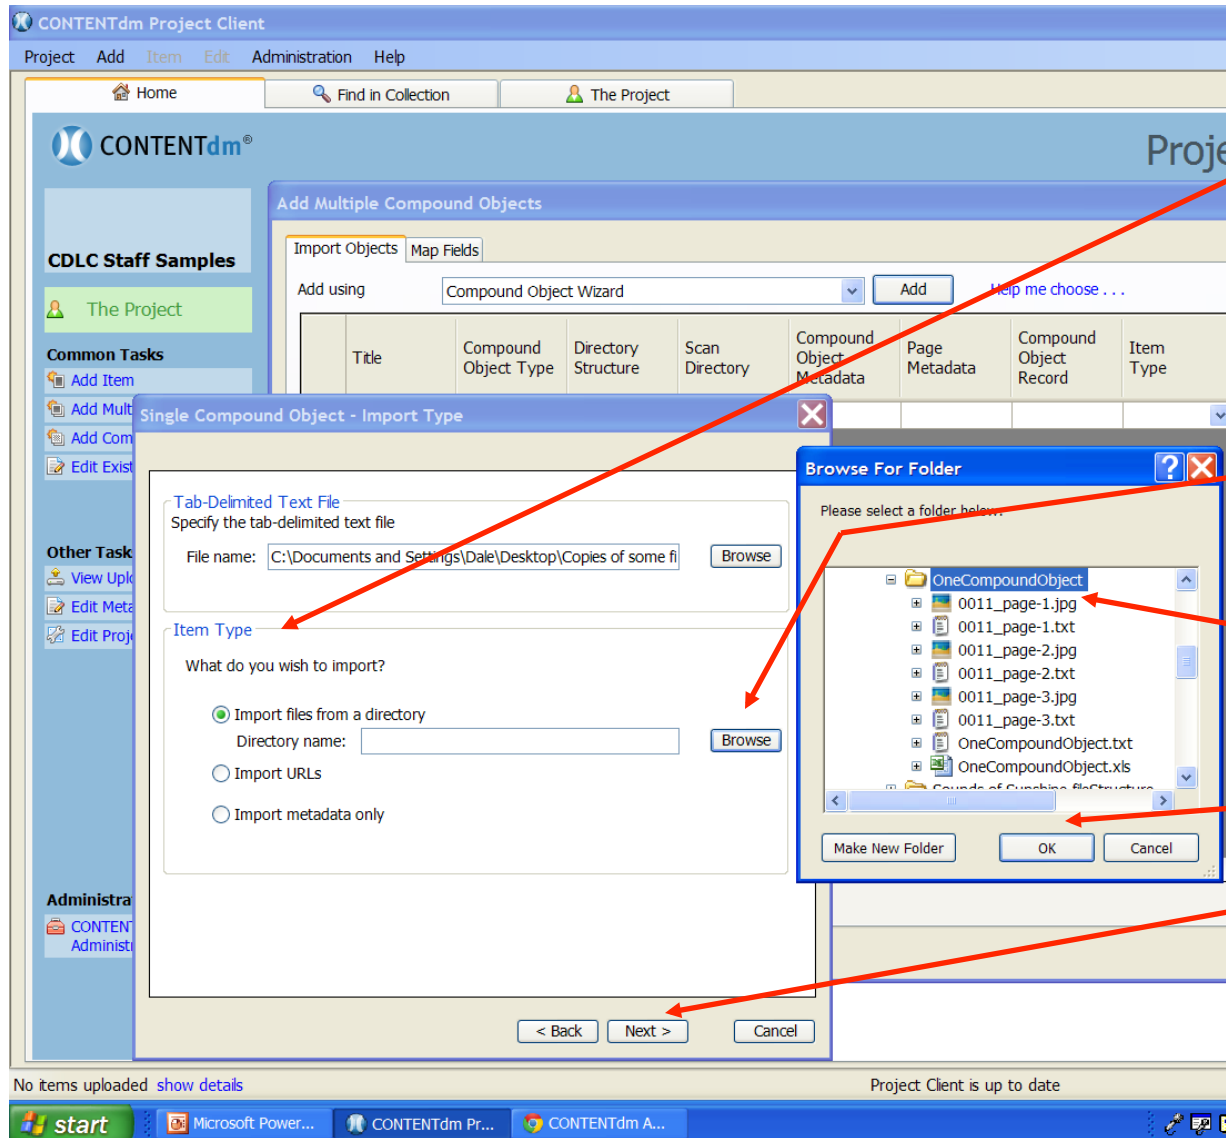 CONTENTdm Project Client
Project Add Item Edit Administration Help
Home
Find in Collection
The Project
CONTENTdm®
Proje
CDLC Staff Samples
The Project
Common Tasks
Add Item
Add Mult
Add Com
Edit Exist
Other Task
View Uplo
Edit Meta
Edit Proje
Administra
CONTENT
Administr
Add Multiple Compound Objects
Import Objects Map Fields
Add using Compound Object Wizard Add Help me choose . . .
Title
Compound
Object Type
Directory
Structure
Scan
Directory
Compound
Object
Metadata
Page
Metadata
Compound
Object
Record
Item
Type
Single Compound Object - Import Type
Tab-Delimited Text File
Specify the tab-delimited text file
File name: C:\Documents and Settings\Dale\Desktop\Copies of some fi Browse
Item Type
What do you wish to import?
Import files from a directory
Directory name: Browse
Import URLs
Import metadata only
< Back Next > Cancel
Browse For Folder
Please select a folder below.
OneCompoundObject
0011_page-1.jpg
0011_page-1.txt
0011_page-2.jpg
0011_page-2.txt
0011_page-3.jpg
0011_page-3.txt
OneCompoundObject.txt
OneCompoundObject.xls
Sounds of Sunshine fileStructure
Make New Folder OK Cancel
No items uploaded show details
Project Client is up to date
start
Microsoft Power...
CONTENTdm Pr...
CONTENTdm A...